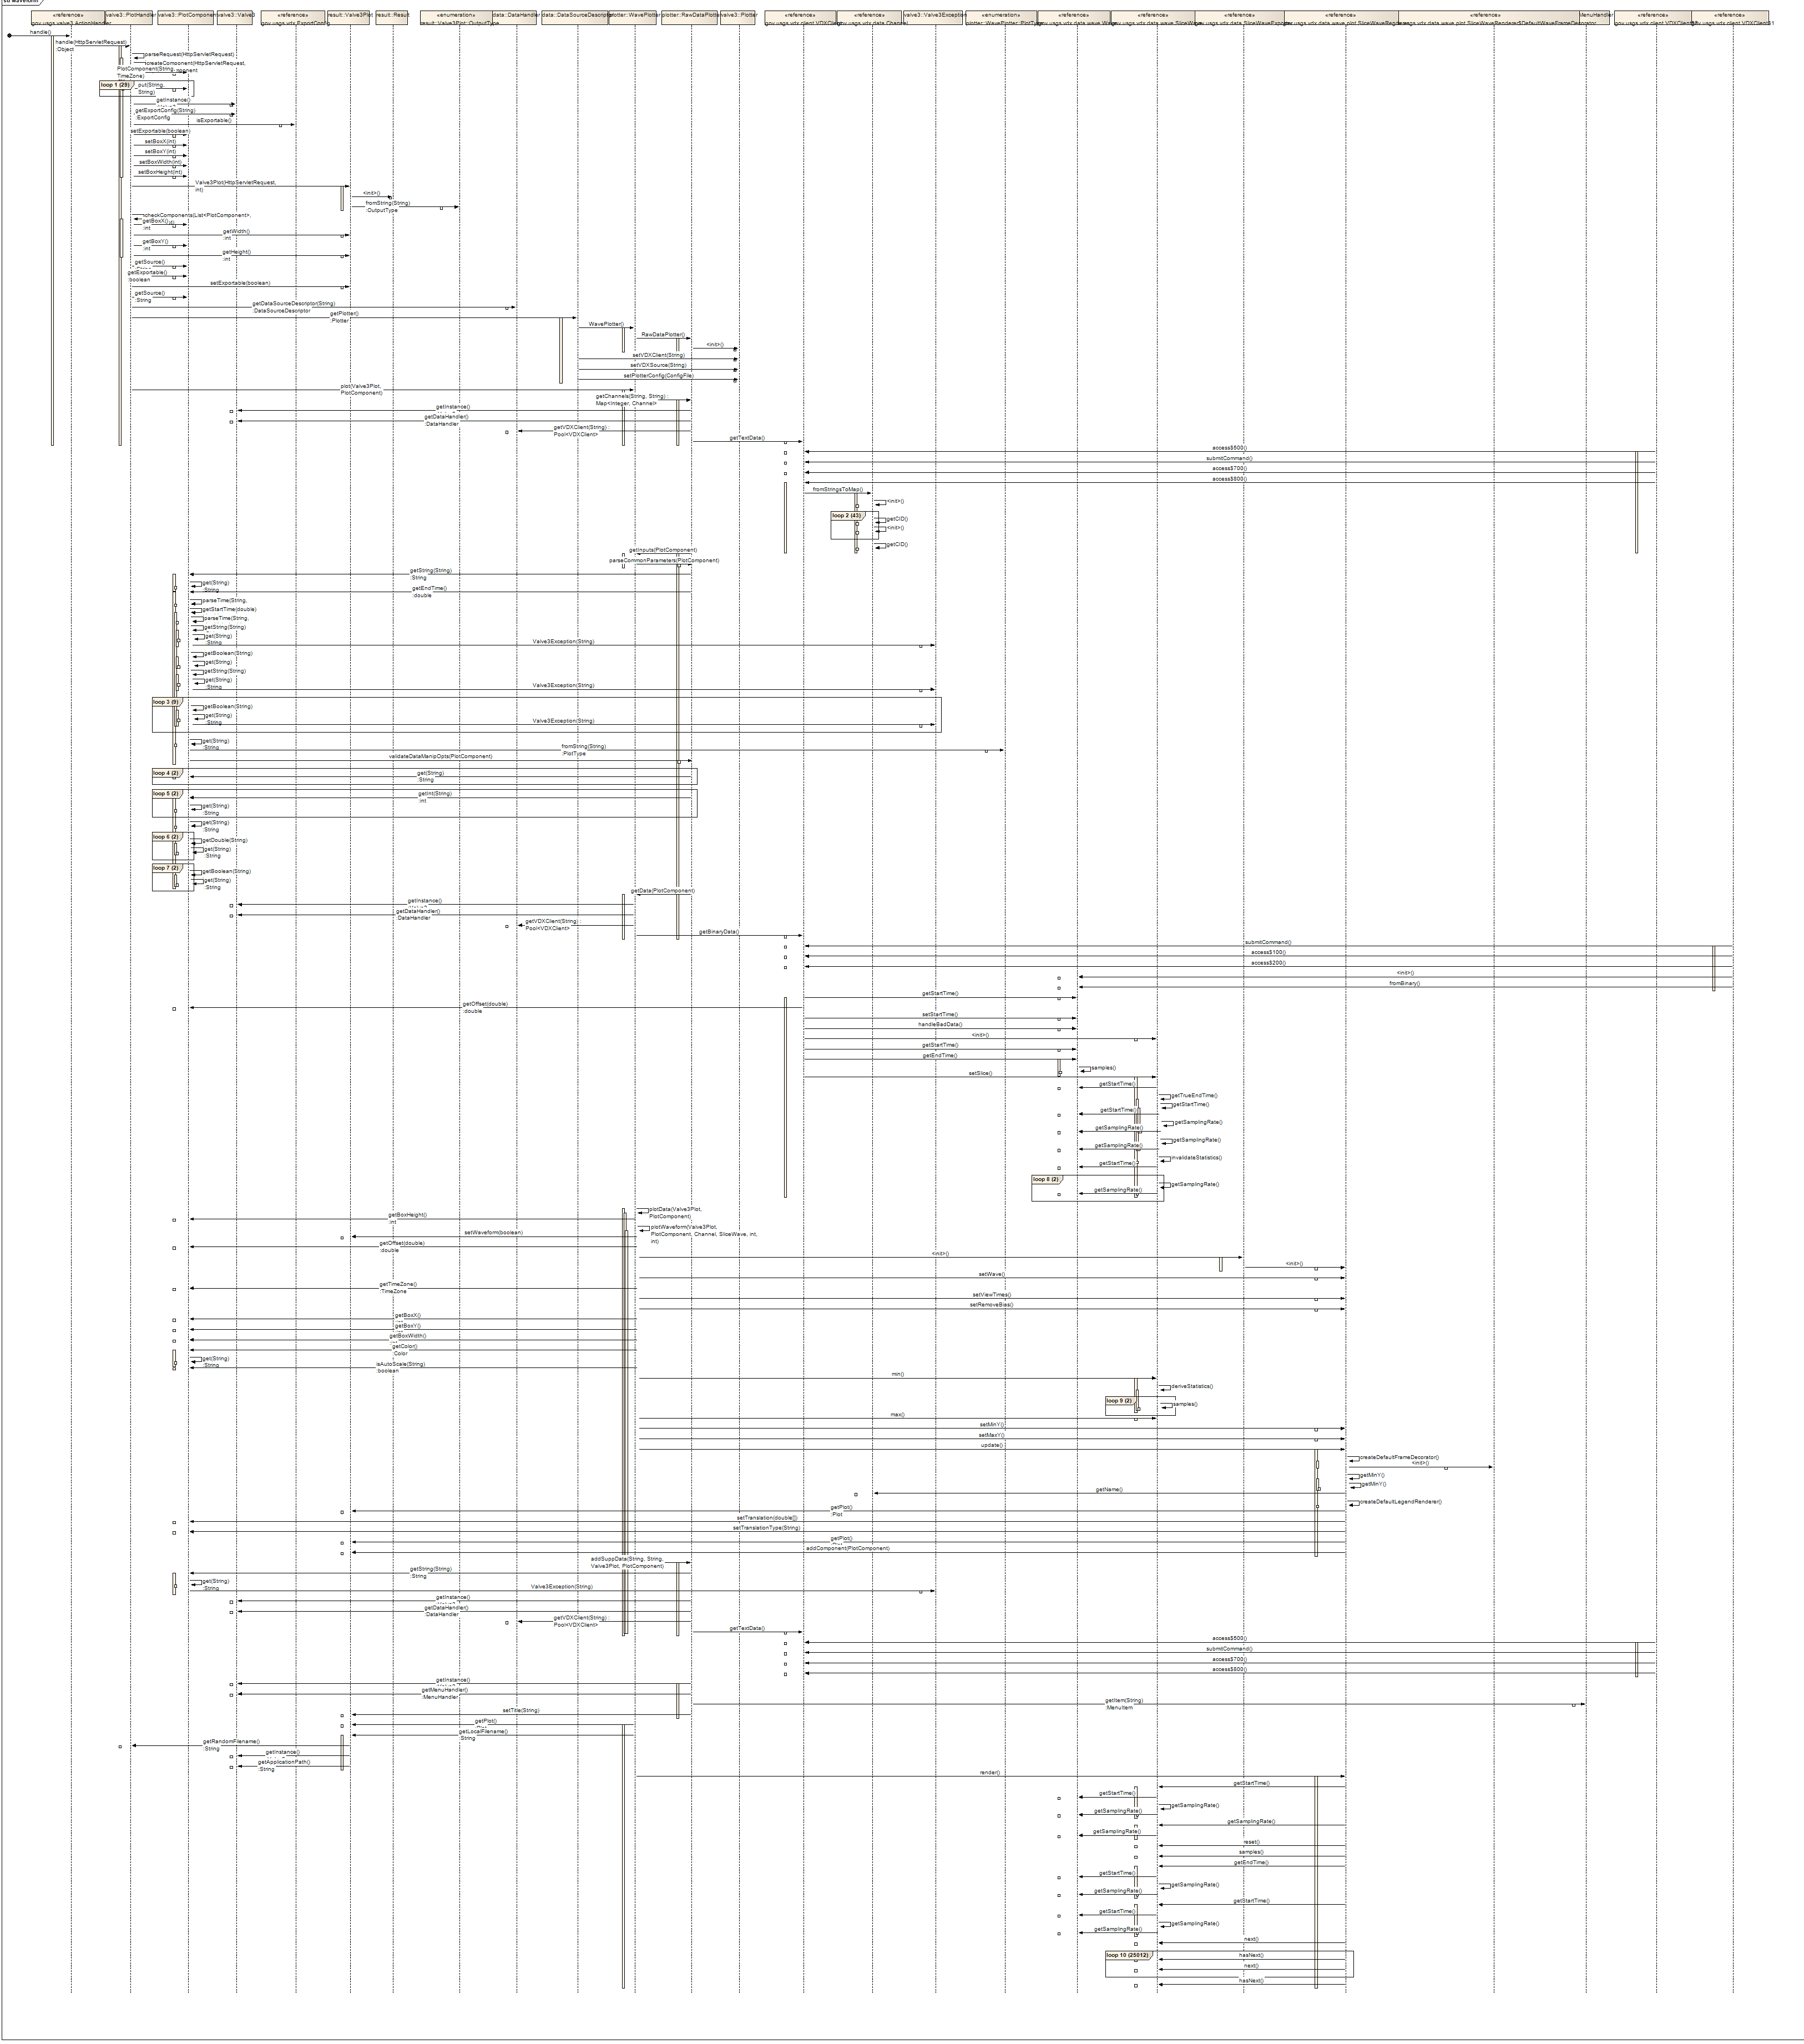 sd waveform
«reference»
gov.usgs.valve3.ActionHandler
valve3::PlotHandler
valve3::PlotComponent
valve3::Valve3
«reference»
gov.usgs.vdx.ExportConfig
result::Valve3Plot
result::Result
«enumeration»
result::Valve3Plot::OutputType
data::DataHandler
data::DataSourceDescriptor
plotter::WavePlotter
plotter::RawDataPlotter
valve3::Plotter
«reference»
gov.usgs.vdx.client.VDXClient
«reference»
gov.usgs.vdx.data.Channel
valve3::Valve3Exception
«enumeration»
plotter::WavePlotter::PlotType
«reference»
gov.usgs.vdx.data.wave.Wave
«reference»
gov.usgs.vdx.data.wave.SliceWave
«reference»
«reference»
«reference»
gov.usgs.vdx.data.wave.plot.SliceWaveRenderer$DefaultWaveFrameDecorator
MenuHandler
«reference»
«reference»
gov.usgs.vdx.client.VDXClient$1
handle()
:Object
handle(HttpServletRequest)
parseRequest(HttpServletRequest)
createComponent(HttpServletRequest,
PlotComponent(String,
TimeZone)
loop 1 (29)
put(String,
String)
getInstance()
getExportConfig(String)
:ExportConfig
isExportable()
setExportable(boolean)
setBoxX(int)
setBoxY(int)
setBoxWidth(int)
setBoxHeight(int)
Valve3Plot(HttpServletRequest,
int)
<init>()
fromString(String)
:OutputType
checkComponents(List<PlotComponent>,
getBoxX()
:int
getWidth()
:int
getBoxY()
:int
getHeight()
:int
getSource()
:String
getExportable()
:boolean
setExportable(boolean)
getSource()
:String
getDataSourceDescriptor(String)
:DataSourceDescriptor
getPlotter()
:Plotter
WavePlotter()
RawDataPlotter()
<init>()
setVDXClient(String)
setVDXSource(String)
setPlotterConfig(ConfigFile)
plot(Valve3Plot,
PlotComponent)
getChannels(String, String) :
Map<Integer, Channel>
getInstance()
getDataHandler()
:DataHandler
getVDXClient(String) :
Pool<VDXClient>
getTextData()
access$500()
submitCommand()
access$700()
access$800()
fromStringsToMap()
<init>()
loop 2 (43)
getCID()
<init>()
getCID()
getInputs(PlotComponent)
parseCommonParameters(PlotComponent)
getString(String)
:String
get(String)
:String
getEndTime()
:double
parseTime(String,
getStartTime(double)
parseTime(String,
getString(String)
get(String)
:String
Valve3Exception(String)
getBoolean(String)
get(String)
getString(String)
get(String)
:String
Valve3Exception(String)
loop 3 (9)
getBoolean(String)
get(String)
:String
Valve3Exception(String)
get(String)
:String
fromString(String)
:PlotType
validateDataManipOpts(PlotComponent)
loop 4 (2)
get(String)
:String
loop 5 (2)
getInt(String)
:int
get(String)
:String
get(String)
:String
loop 6 (2)
getDouble(String)
get(String)
:String
loop 7 (2)
getBoolean(String)
get(String)
:String
getData(PlotComponent)
getInstance()
getDataHandler()
:DataHandler
getVDXClient(String) :
Pool<VDXClient>
getBinaryData()
submitCommand()
access$100()
access$200()
<init>()
fromBinary()
getStartTime()
getOffset(double)
:double
setStartTime()
handleBadData()
<init>()
getStartTime()
getEndTime()
samples()
setSlice()
getStartTime()
getTrueEndTime()
getStartTime()
getStartTime()
getSamplingRate()
getSamplingRate()
getSamplingRate()
getSamplingRate()
invalidateStatistics()
getStartTime()
loop 8 (2)
getSamplingRate()
getSamplingRate()
plotData(Valve3Plot,
PlotComponent)
getBoxHeight()
:int
plotWaveform(Valve3Plot,
PlotComponent, Channel, SliceWave, int,
int)
setWaveform(boolean)
getOffset(double)
:double
<init>()
<init>()
setWave()
getTimeZone()
:TimeZone
setViewTimes()
setRemoveBias()
getBoxX()
getBoxY()
getBoxWidth()
getColor()
:Color
get(String)
:String
isAutoScale(String)
:boolean
min()
deriveStatistics()
loop 9 (2)
samples()
max()
setMinY()
setMaxY()
update()
createDefaultFrameDecorator()
<init>()
getMinY()
getMinY()
getName()
createDefaultLegendRenderer()
getPlot()
:Plot
setTranslation(double[])
setTranslationType(String)
getPlot()
addComponent(PlotComponent)
addSuppData(String, String,
Valve3Plot, PlotComponent)
getString(String)
:String
get(String)
:String
Valve3Exception(String)
getInstance()
getDataHandler()
:DataHandler
getVDXClient(String) :
Pool<VDXClient>
getTextData()
access$500()
submitCommand()
access$700()
access$800()
getInstance()
getMenuHandler()
:MenuHandler
getItem(String)
:MenuItem
setTitle(String)
getPlot()
getLocalFilename()
:String
getRandomFilename()
:String
getInstance()
getApplicationPath()
:String
render()
getStartTime()
getStartTime()
getSamplingRate()
getSamplingRate()
getSamplingRate()
getSamplingRate()
reset()
samples()
getEndTime()
getStartTime()
getSamplingRate()
getSamplingRate()
getStartTime()
getStartTime()
getSamplingRate()
getSamplingRate()
next()
loop 10 (25012)
hasNext()
next()
hasNext()